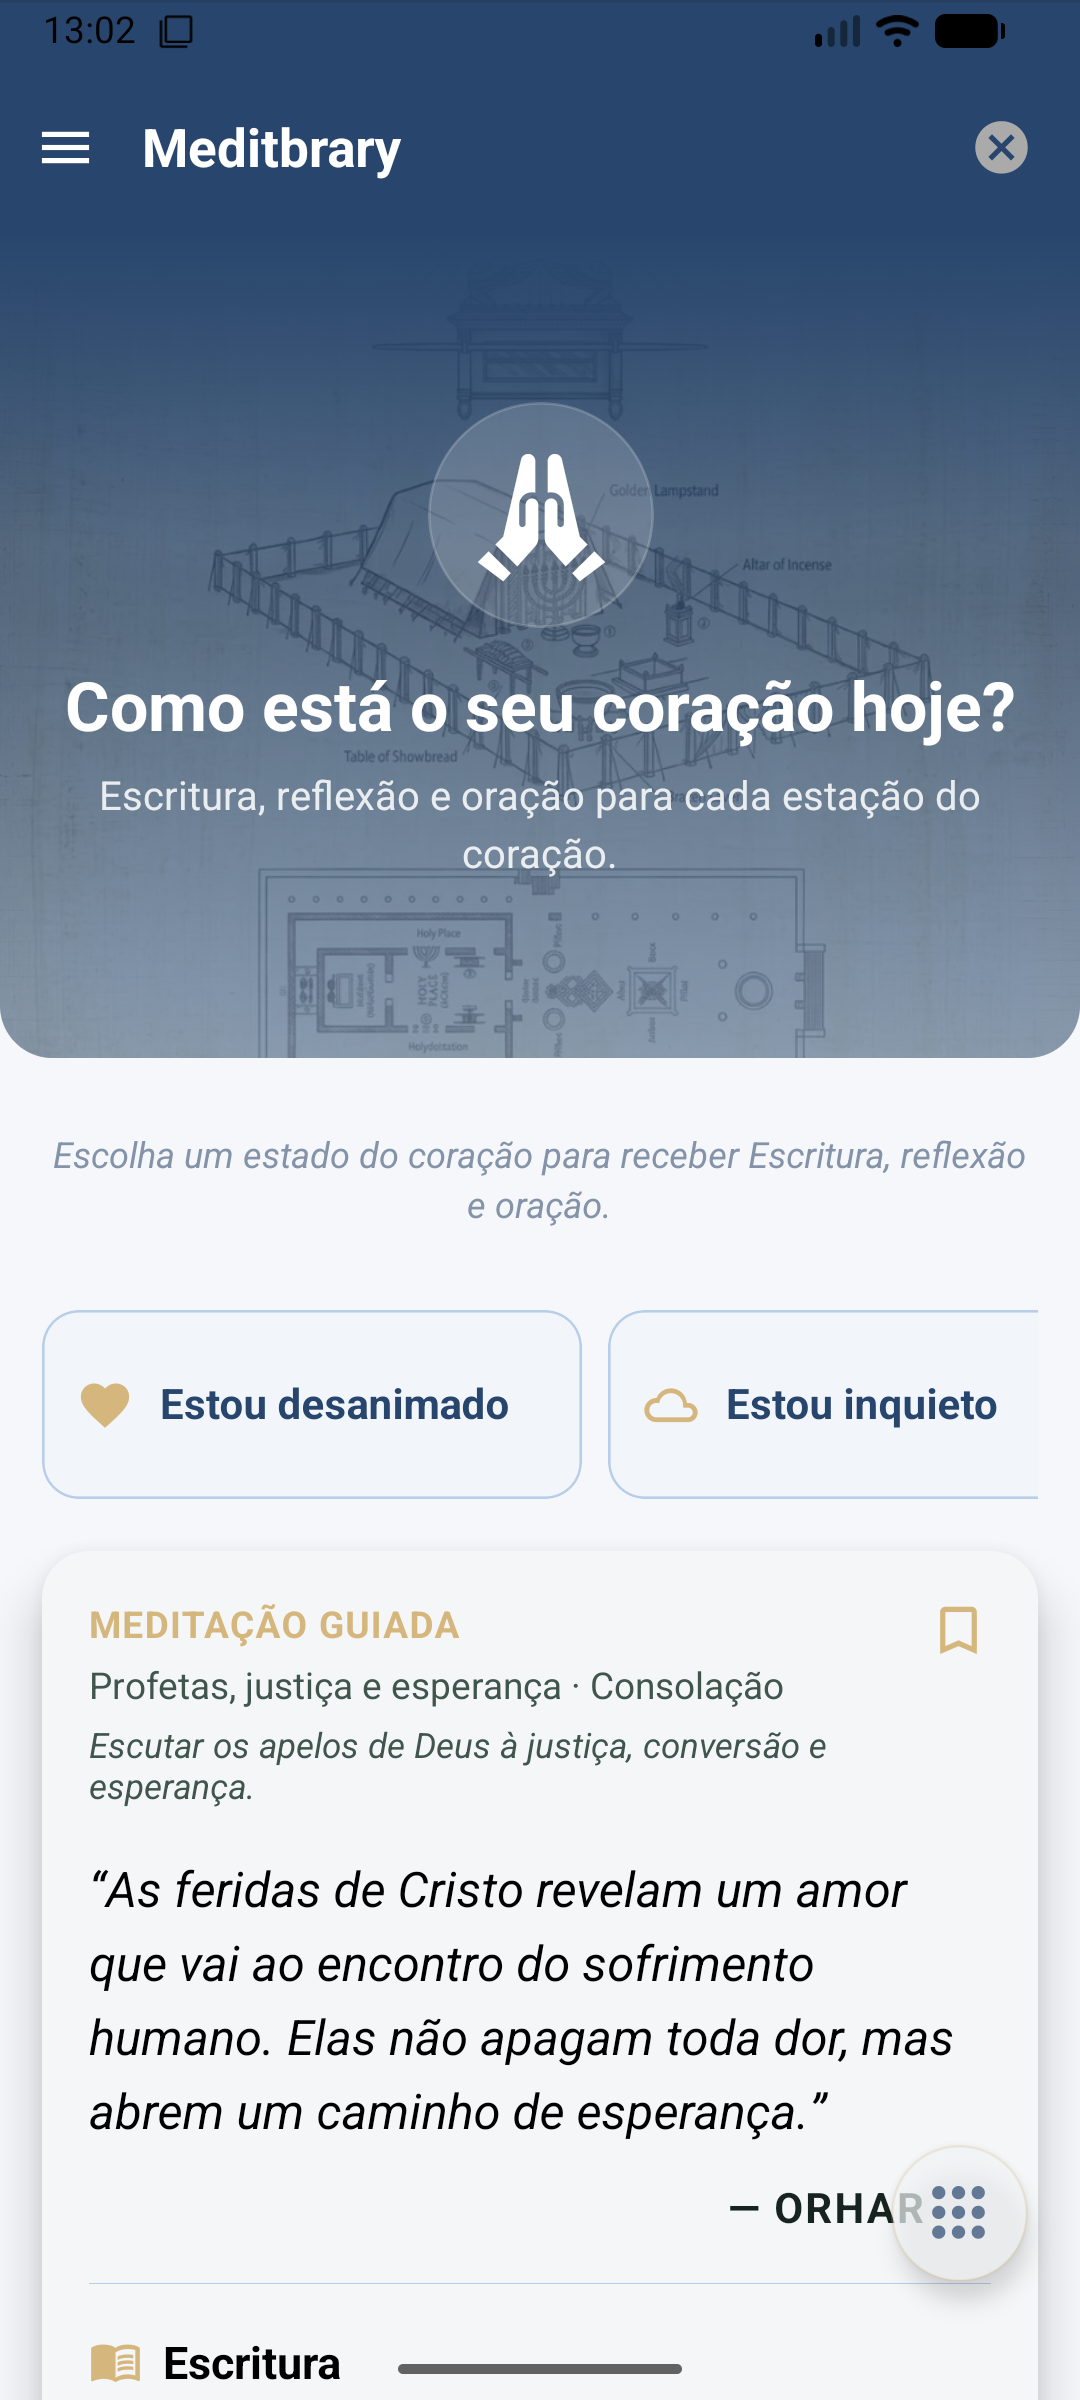 13:02
Meditbrary
Golden Lampstand
Altar of Incense
Como está o seu coração hoje?
Table of Showbread
Escritura, reflexão e oração para cada estação do
coração.
Holy Place
HOLY
PLACE
Holydontation
Escolha um estado do coração para receber Escritura, reflexão
e oração.
Estou desanimado
Estou inquieto
MEDITAÇÃO GUIADA
Profetas, justiça e esperança · Consolação
Escutar os apelos de Deus à justiça, conversão e
esperança.
“As feridas de Cristo revelam um amor
que vai ao encontro do sofrimento
humano. Elas não apagam toda dor, mas
abrem um caminho de esperança.”
— ORHAR
Escritura